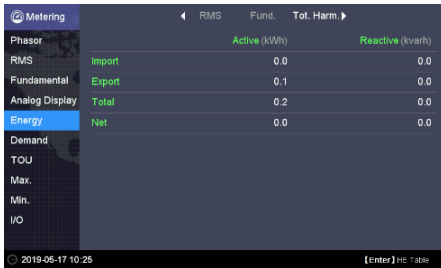 Metering
◀ RMS Fund. Tot. Harm. ▶
Phasor
Active (kWh) Reactive (kvarh)
RMS
Import 0.0 0.0
Fundamental
Export 0.1 0.0
Analog Display
Total 0.2 0.0
Energy
Net 0.0 0.0
Demand
TOU
Max.
Min.
I/O
2019-05-17 10:25
【Enter】HE Table